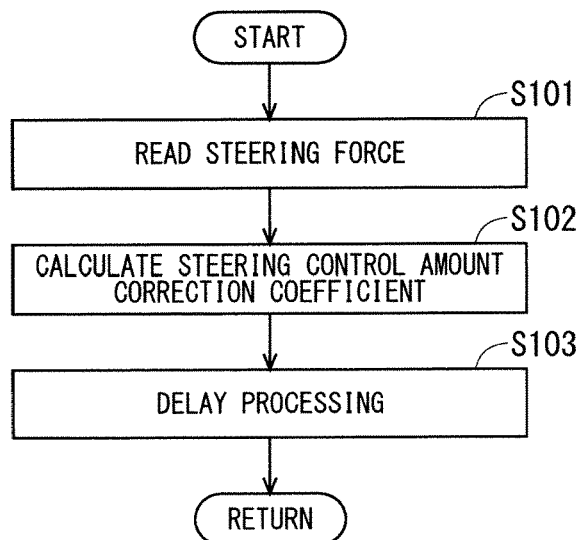 START
S101
READ STEERING FORCE
S102
CALCULATE STEERING CONTROL AMOUNT
CORRECTION COEFFICIENT
S103
DELAY PROCESSING
RETURN